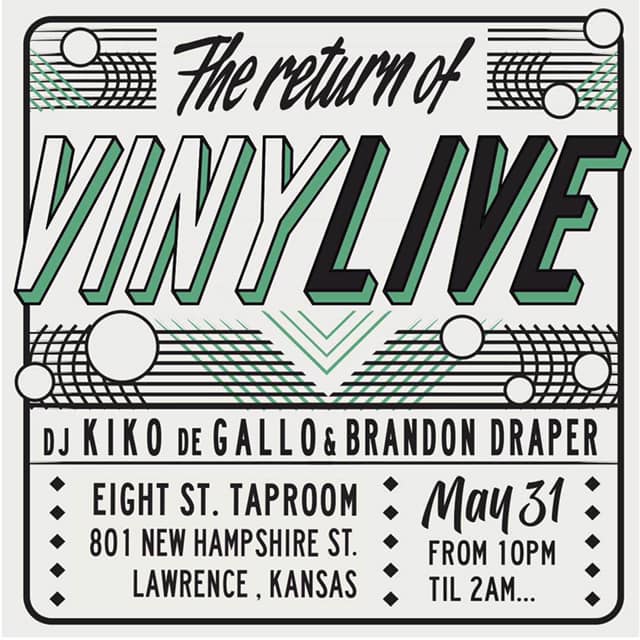 The return of
VINYLIVE
DJ KIKO DE GALLO & BRANDON DRAPER
EIGHT ST. TAPROOM
801 NEW HAMPSHIRE ST.
LAWRENCE, KANSAS
May 31
FROM 10PM
TIL 2AM...